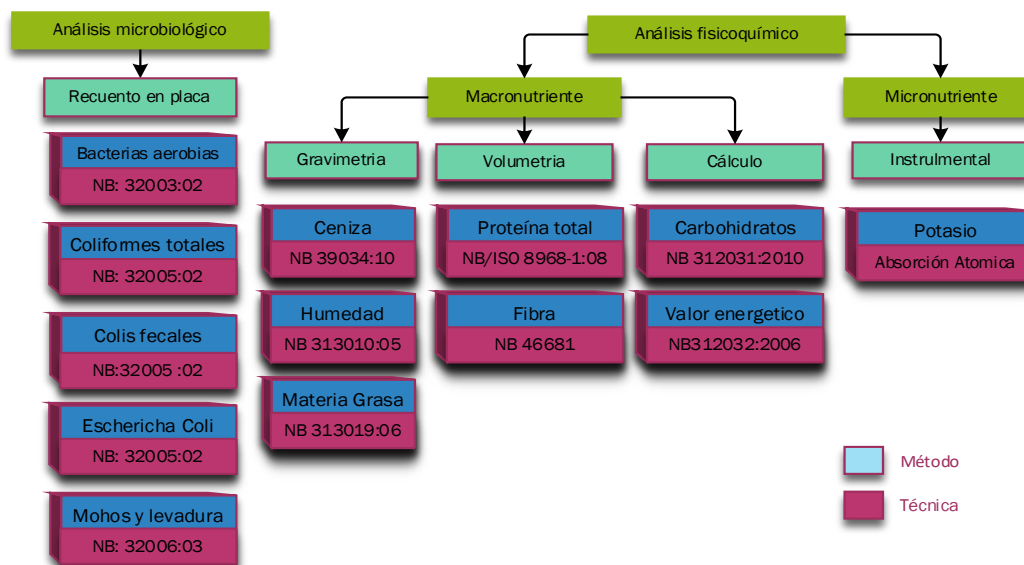 Análisis microbiológico
Recuento en placa
Bacterias aerobias
NB: 32003:02
Coliformes totales
NB: 32005:02
Colis fecales
NB:32005 :02
Eschericha Coli
NB: 32005:02
Mohos y levadura
NB: 32006:03
Análisis fisicoquímico
Macronutriente
Micronutriente
Gravimetria
Volumetria
Cálculo
Instrulmental
Ceniza
NB 39034:10
Humedad
NB 313010:05
Materia Grasa
NB 313019:06
Proteína total
NB/ISO 8968-1:08
Fibra
NB 46681
Carbohidratos
NB 312031:2010
Valor energetico
NB312032:2006
Potasio
Absorción Atomica
Método
Técnica